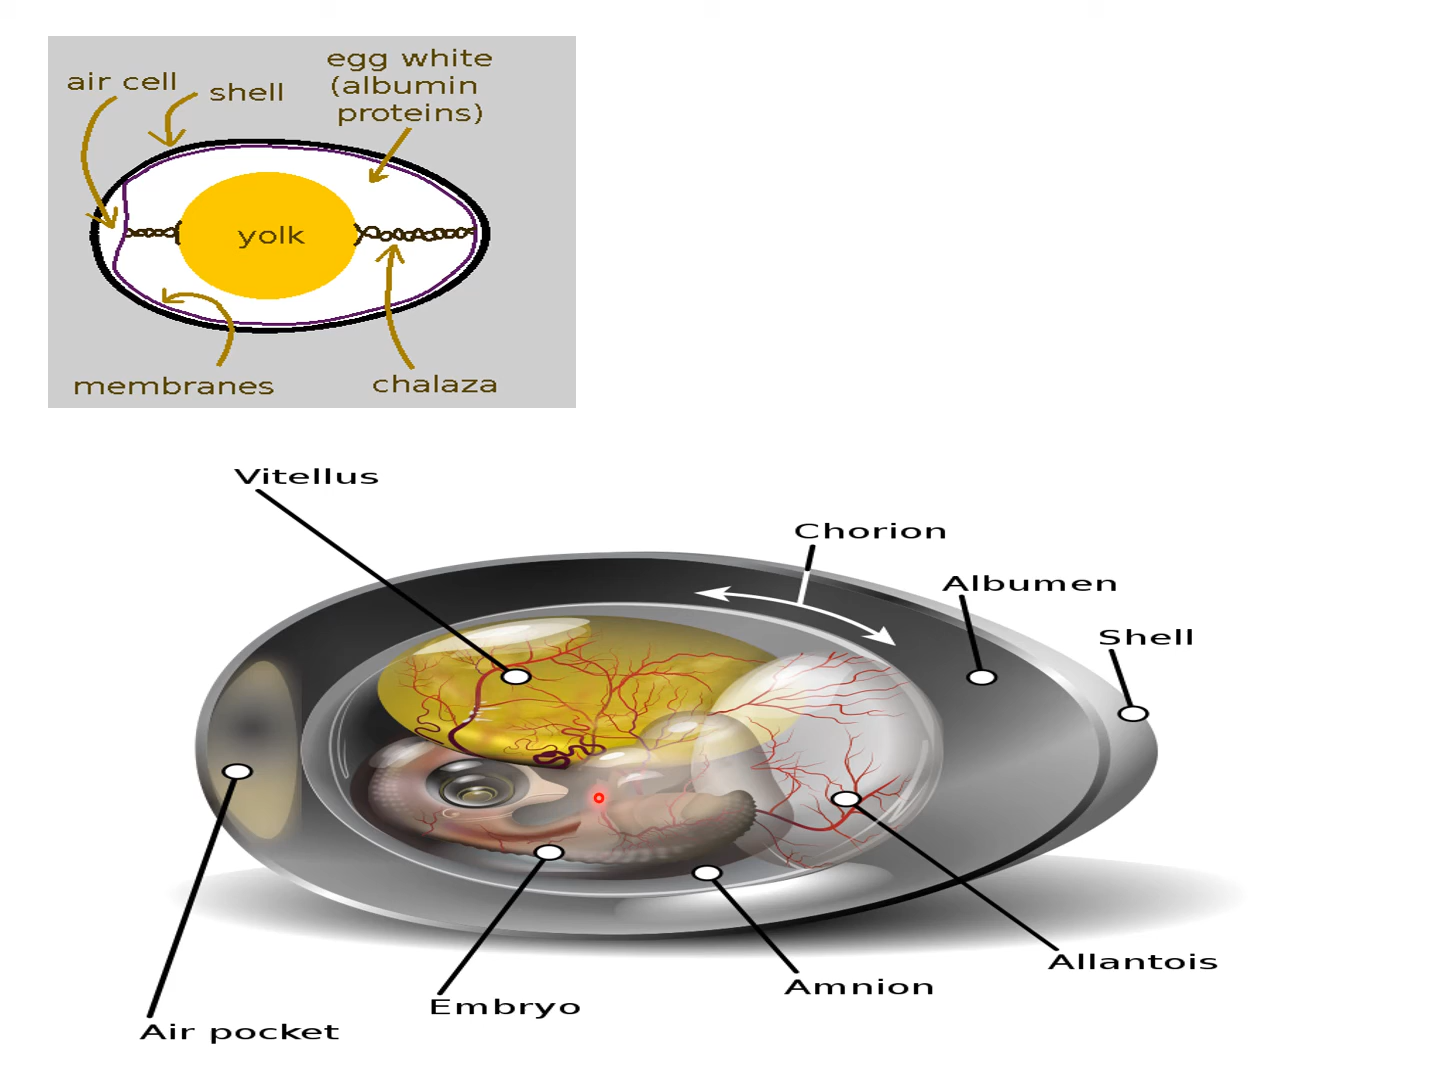 air cell
shell
egg white
(albumin
proteins)
yolk
membranes
chalaza
Vitellus
Chorion
Albumen
Shell
Allantois
Amnion
Embryo
Air pocket